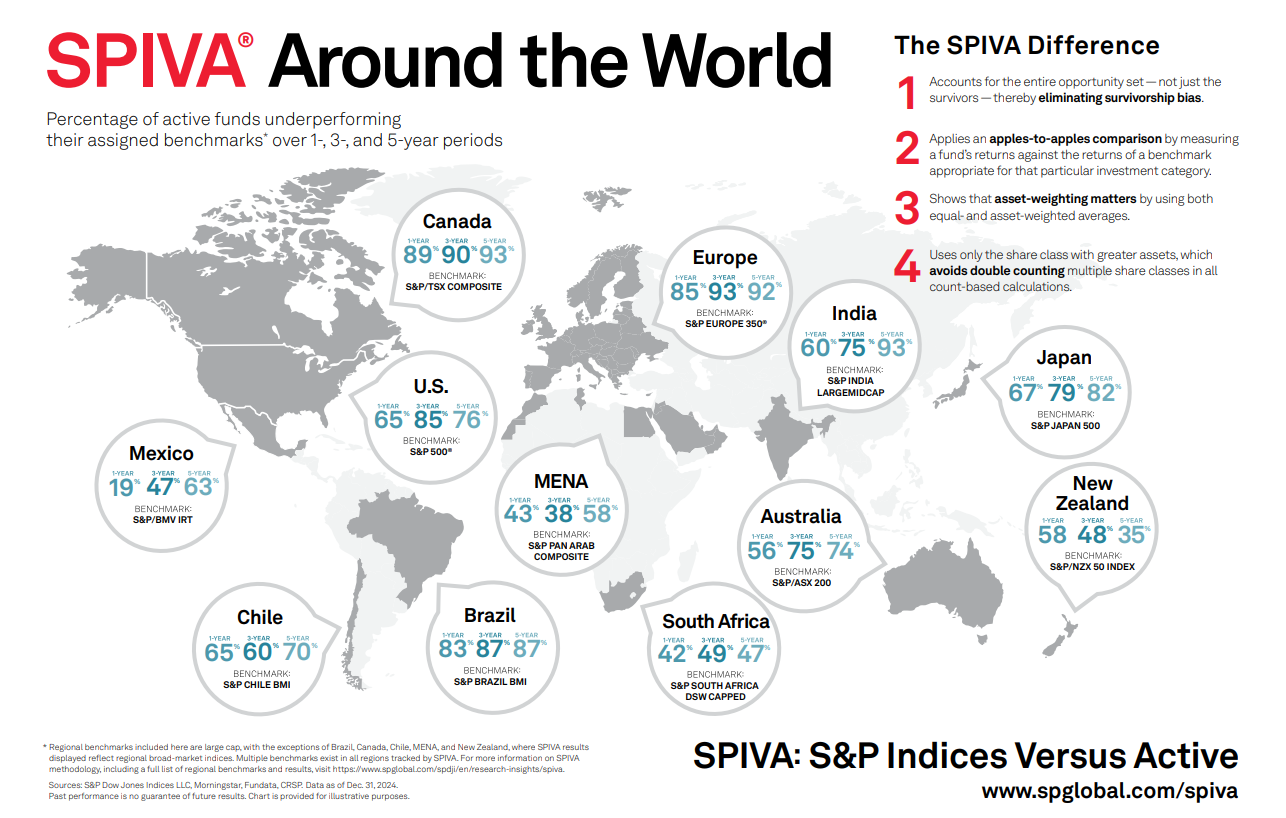 SPIVA® Around the World
Percentage of active funds underperforming
their assigned benchmarks* over 1-, 3-, and 5-year periods
The SPIVA Difference
1 Accounts for the entire opportunity set — not just the
survivors — thereby eliminating survivorship bias.
2 Applies an apples-to-apples comparison by measuring
a fund's returns against the returns of a benchmark
appropriate for that particular investment category.
3 Shows that asset-weighting matters by using both
equal- and asset-weighted averages.
4 Uses only the share class with greater assets, which
avoids double counting multiple share classes in all
count-based calculations.
Canada
1-YEAR 3-YEAR 5-YEAR
89% 90% 93%
BENCHMARK:
S&P/TSX COMPOSITE
Europe
1-YEAR 3-YEAR 5-YEAR
85% 93% 92%
BENCHMARK:
S&P EUROPE 350®
India
1-YEAR 3-YEAR 5-YEAR
60% 75% 93%
BENCHMARK:
S&P INDIA
LARGEMIDCAP
Japan
1-YEAR 3-YEAR 5-YEAR
67% 79% 82%
BENCHMARK:
S&P JAPAN 500
U.S.
1-YEAR 3-YEAR 5-YEAR
65% 85% 76%
BENCHMARK:
S&P 500®
Mexico
1-YEAR 3-YEAR 5-YEAR
19% 47% 63%
BENCHMARK:
S&P/BMV IRT
MENA
1-YEAR 3-YEAR 5-YEAR
43% 38% 58%
BENCHMARK:
S&P PAN ARAB
COMPOSITE
Australia
1-YEAR 3-YEAR 5-YEAR
56% 75% 74%
BENCHMARK:
S&P/ASX 200
New
Zealand
1-YEAR 3-YEAR 5-YEAR
58 48% 35%
BENCHMARK:
S&P/NZX 50 INDEX
Chile
1-YEAR 3-YEAR 5-YEAR
65% 60% 70%
BENCHMARK:
S&P CHILE BMI
Brazil
1-YEAR 3-YEAR 5-YEAR
83% 87% 87%
BENCHMARK:
S&P BRAZIL BMI
South Africa
1-YEAR 3-YEAR 5-YEAR
42% 49% 47%
BENCHMARK:
S&P SOUTH AFRICA
DSW CAPPED
* Regional benchmarks included here are large cap, with the exceptions of Brazil, Canada, Chile, MENA, and New Zealand, where SPIVA results
displayed reflect regional broad-market indices. Multiple benchmarks exist in all regions tracked by SPIVA. For more information on SPIVA
methodology, including a full list of regional benchmarks and results, visit https://www.spglobal.com/spdji/en/research-insights/spiva.
Sources: S&P Dow Jones Indices LLC, Morningstar, Fundata, CRSP. Data as of Dec. 31, 2024.
Past performance is no guarantee of future results. Chart is provided for illustrative purposes.
SPIVA: S&P Indices Versus Active
www.spglobal.com/spiva